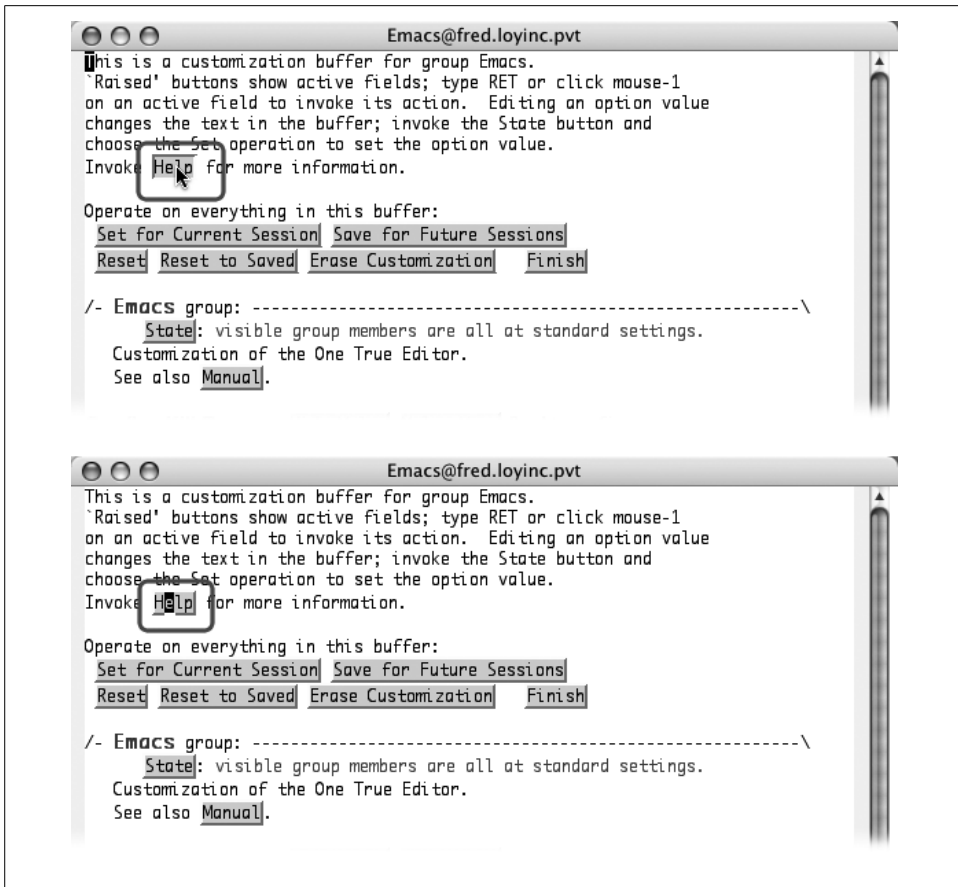 Emacs@fred.loyinc.pvt
This is a customization buffer for group Emacs.
`Raised' buttons show active fields; type RET or click mouse-1
on an active field to invoke its action.  Editing an option value
changes the text in the buffer; invoke the State button and
choose the Set operation to set the option value.
Invoke Help for more information.
Operate on everything in this buffer:
Set for Current Session Save for Future Sessions
Reset Reset to Saved Erase Customization Finish
/- Emacs group: ---------------------------------------------------------\
State: visible group members are all at standard settings.
Customization of the One True Editor.
See also Manual.
Emacs@fred.loyinc.pvt
This is a customization buffer for group Emacs.
`Raised' buttons show active fields; type RET or click mouse-1
on an active field to invoke its action.  Editing an option value
changes the text in the buffer; invoke the State button and
choose the Set operation to set the option value.
Invoke Help for more information.
Operate on everything in this buffer:
Set for Current Session Save for Future Sessions
Reset Reset to Saved Erase Customization Finish
/- Emacs group: ---------------------------------------------------------\
State: visible group members are all at standard settings.
Customization of the One True Editor.
See also Manual.